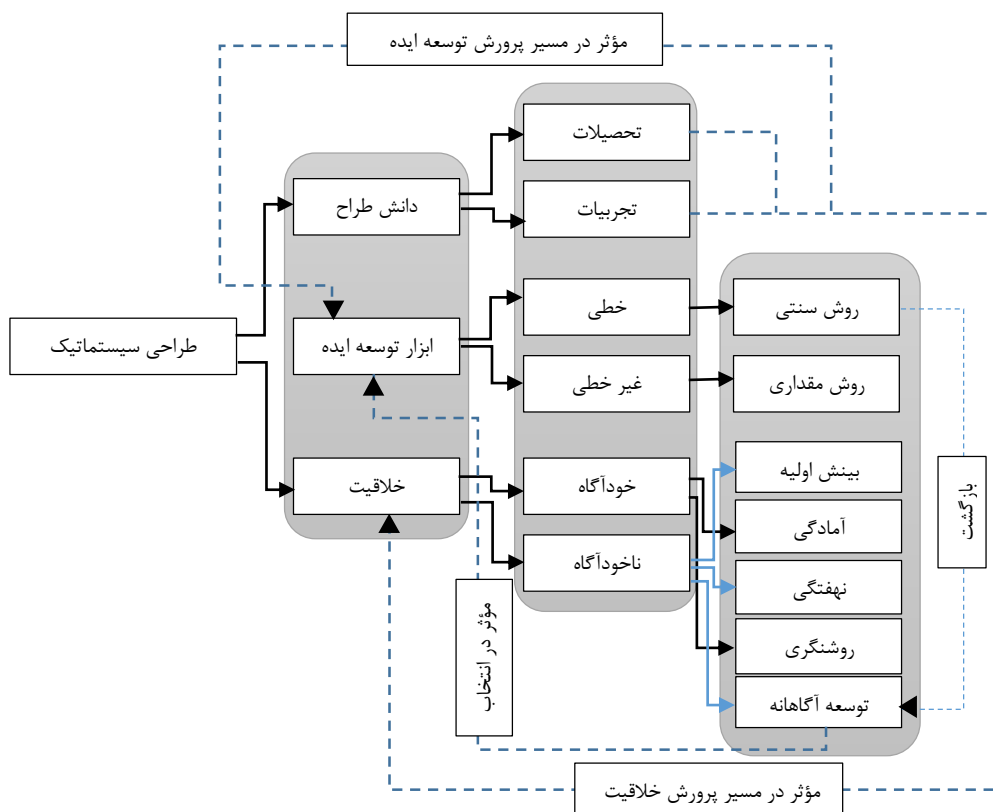 مؤثر در مسیر پرورش توسعه ایده
تحصیلات
دانش طراح
تجربیات
خطی
روش سنتی
طراحی سیستماتیک
ابزار توسعه ایده
غیر خطی
روش مقداری
خلاقیت
خودآگاه
بینش اولیه
آمادگی
بازگشت
ناخودآگاه
نهفتگی
مؤثر در انتخاب
روشنگری
توسعه آگاهانه
مؤثر در مسیر پرورش خلاقیت